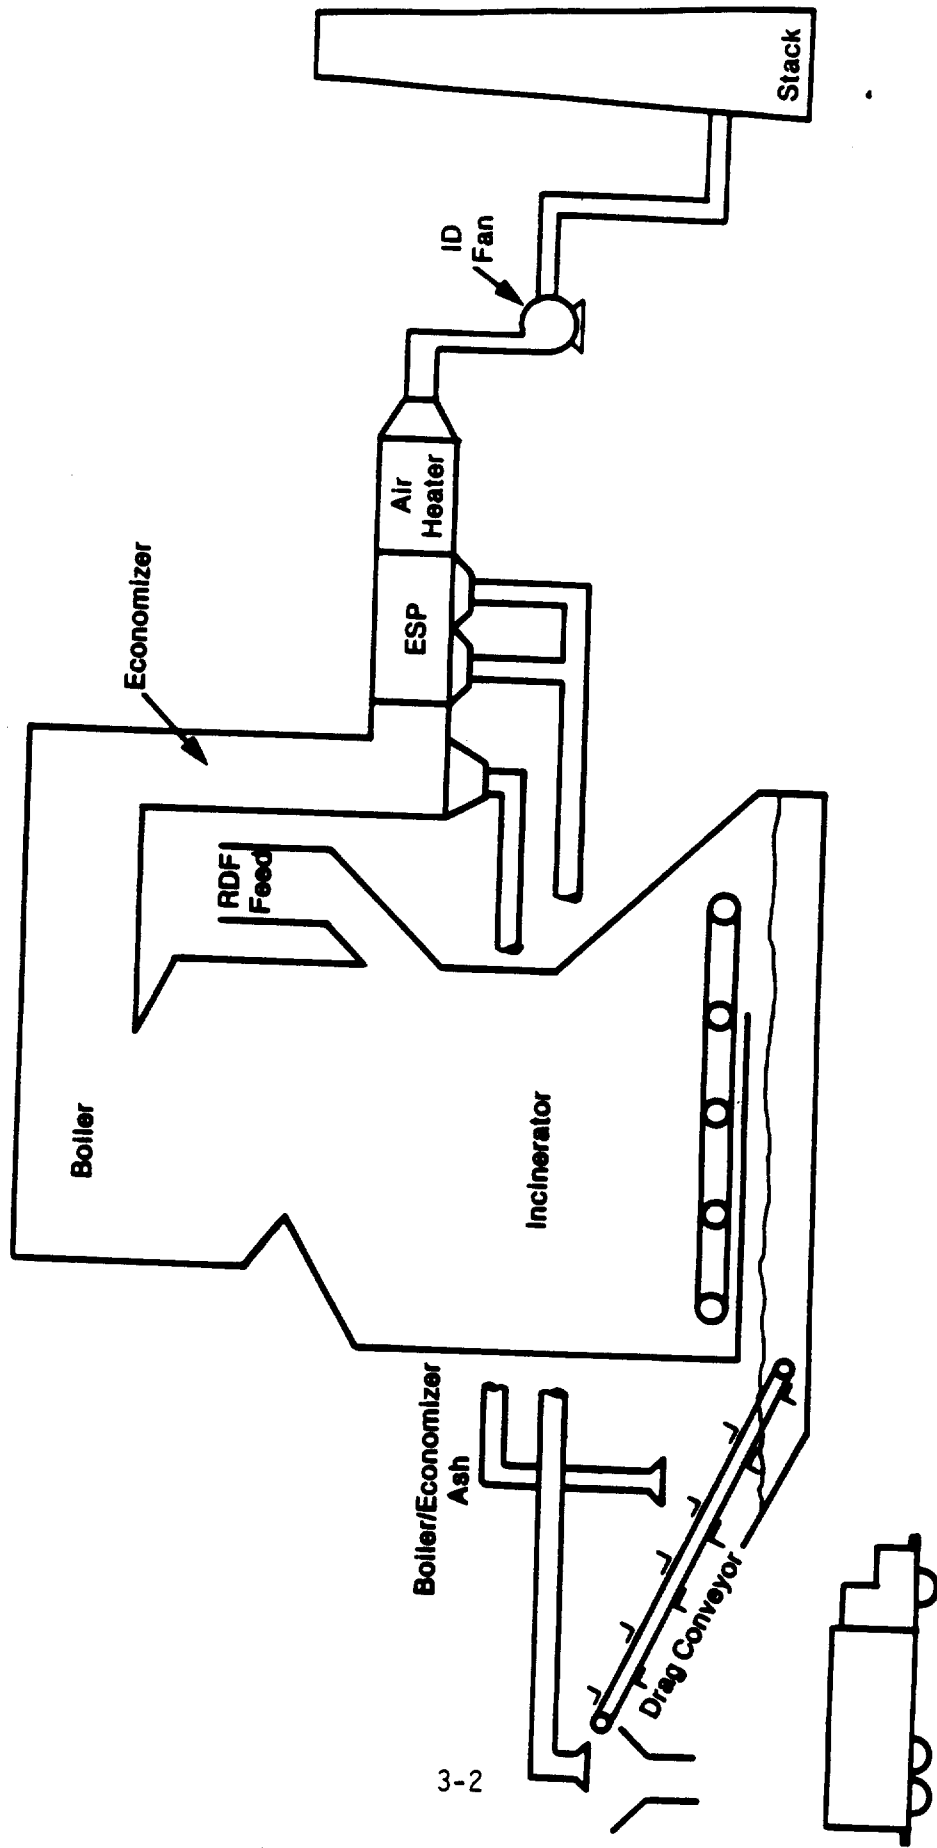 Boiler
Economizer
RDF
Feed
Incinerator
ESP
Air
Heater
ID
Fan
Stack
Boiler/Economizer
Ash
Drag Conveyor
3-2